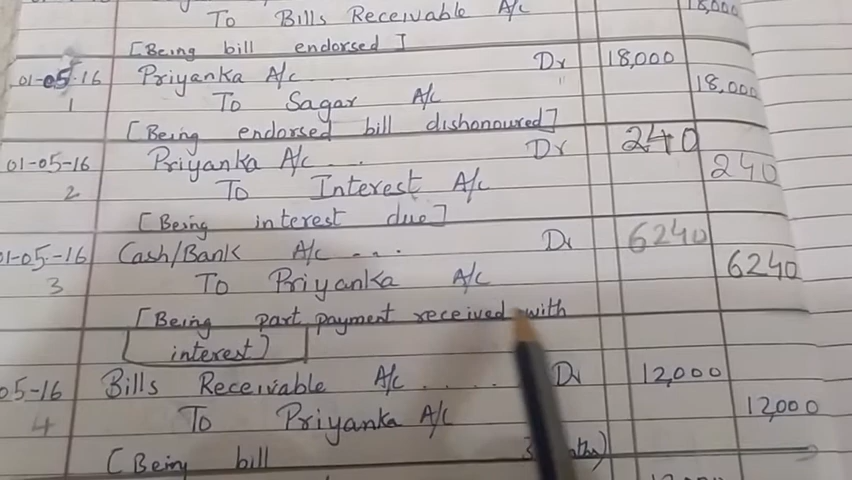 18,000
To Bills Receivable A/c
[Being bill endorsed]
01-05-16 Priyanka A/c ... Dr 18,000
1 To Sagar A/c 18,000
[Being endorsed bill dishonoured]
01-05-16 Priyanka A/c ... Dr 240
2 To Interest A/c 240
[Being interest due]
01-05-16 Cash/Bank A/c ... Dr 6240
3 To Priyanka A/c 6240
[Being part payment received with
interest]
05-16 Bills Receivable A/c .... Dr 12,000
4 To Priyanka A/c 12,000
(Being bill